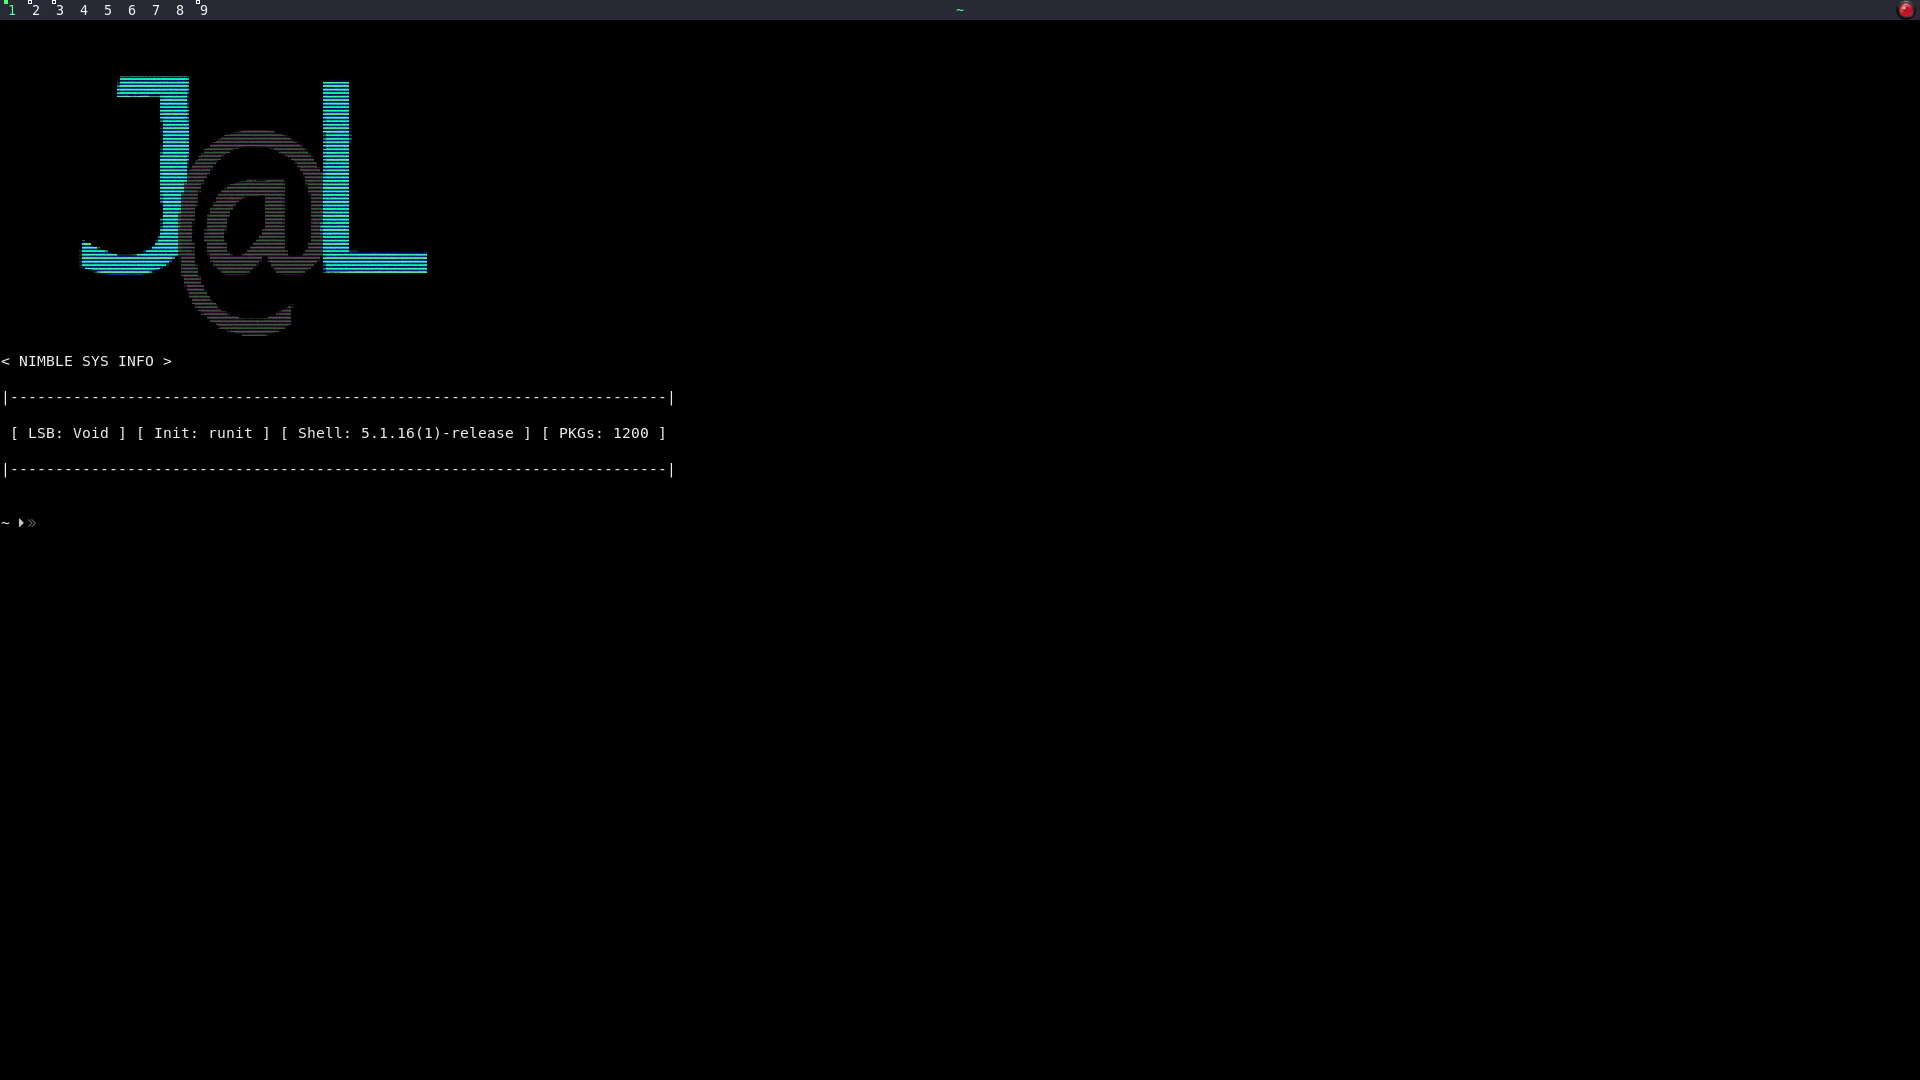 1 2 3 4 5 6 7 8 9 ~
J@L
< NIMBLE SYS INFO >
|-------------------------------------------------------------------------|
[ LSB: Void ] [ Init: runit ] [ Shell: 5.1.16(1)-release ] [ PKGs: 1200 ]
|-------------------------------------------------------------------------|
~ ⏵»